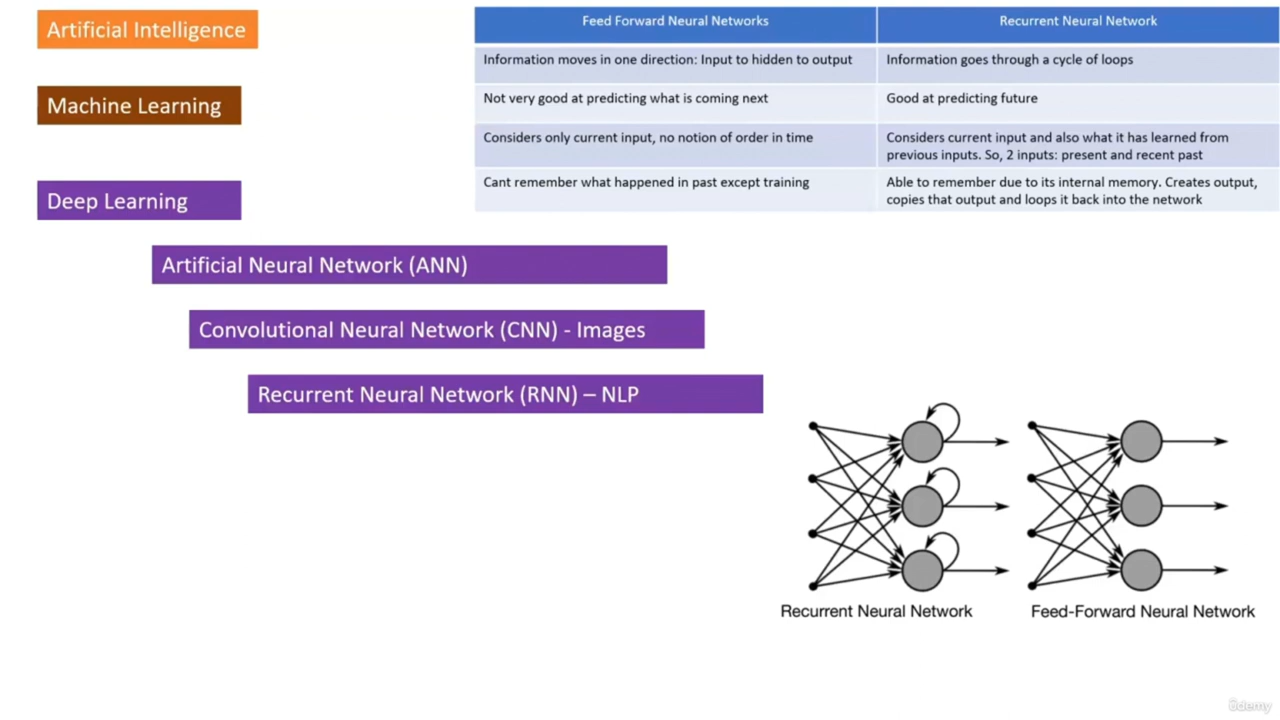 Artificial Intelligence
Machine Learning
Deep Learning
Artificial Neural Network (ANN)
Convolutional Neural Network (CNN) - Images
Recurrent Neural Network (RNN) – NLP
Feed Forward Neural Networks
Recurrent Neural Network
Information moves in one direction: Input to hidden to output
Information goes through a cycle of loops
Not very good at predicting what is coming next
Good at predicting future
Considers only current input, no notion of order in time
Considers current input and also what it has learned from
previous inputs. So, 2 inputs: present and recent past
Cant remember what happened in past except training
Able to remember due to its internal memory. Creates output,
copies that output and loops it back into the network
Recurrent Neural Network
Feed-Forward Neural Network
ûdemy